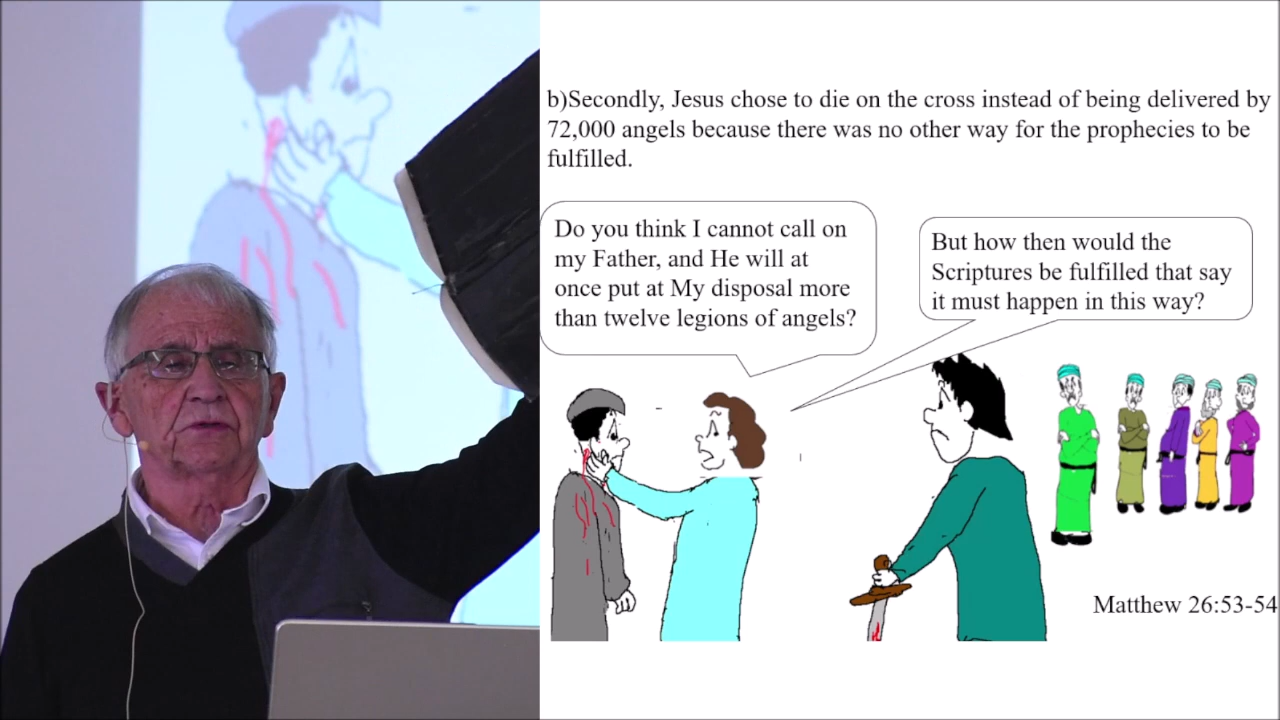 b)Secondly, Jesus chose to die on the cross instead of being delivered by
72,000 angels because there was no other way for the prophecies to be
fulfilled.
Do you think I cannot call on
my Father, and He will at
once put at My disposal more
than twelve legions of angels?
But how then would the
Scriptures be fulfilled that say
it must happen in this way?
Matthew 26:53-54